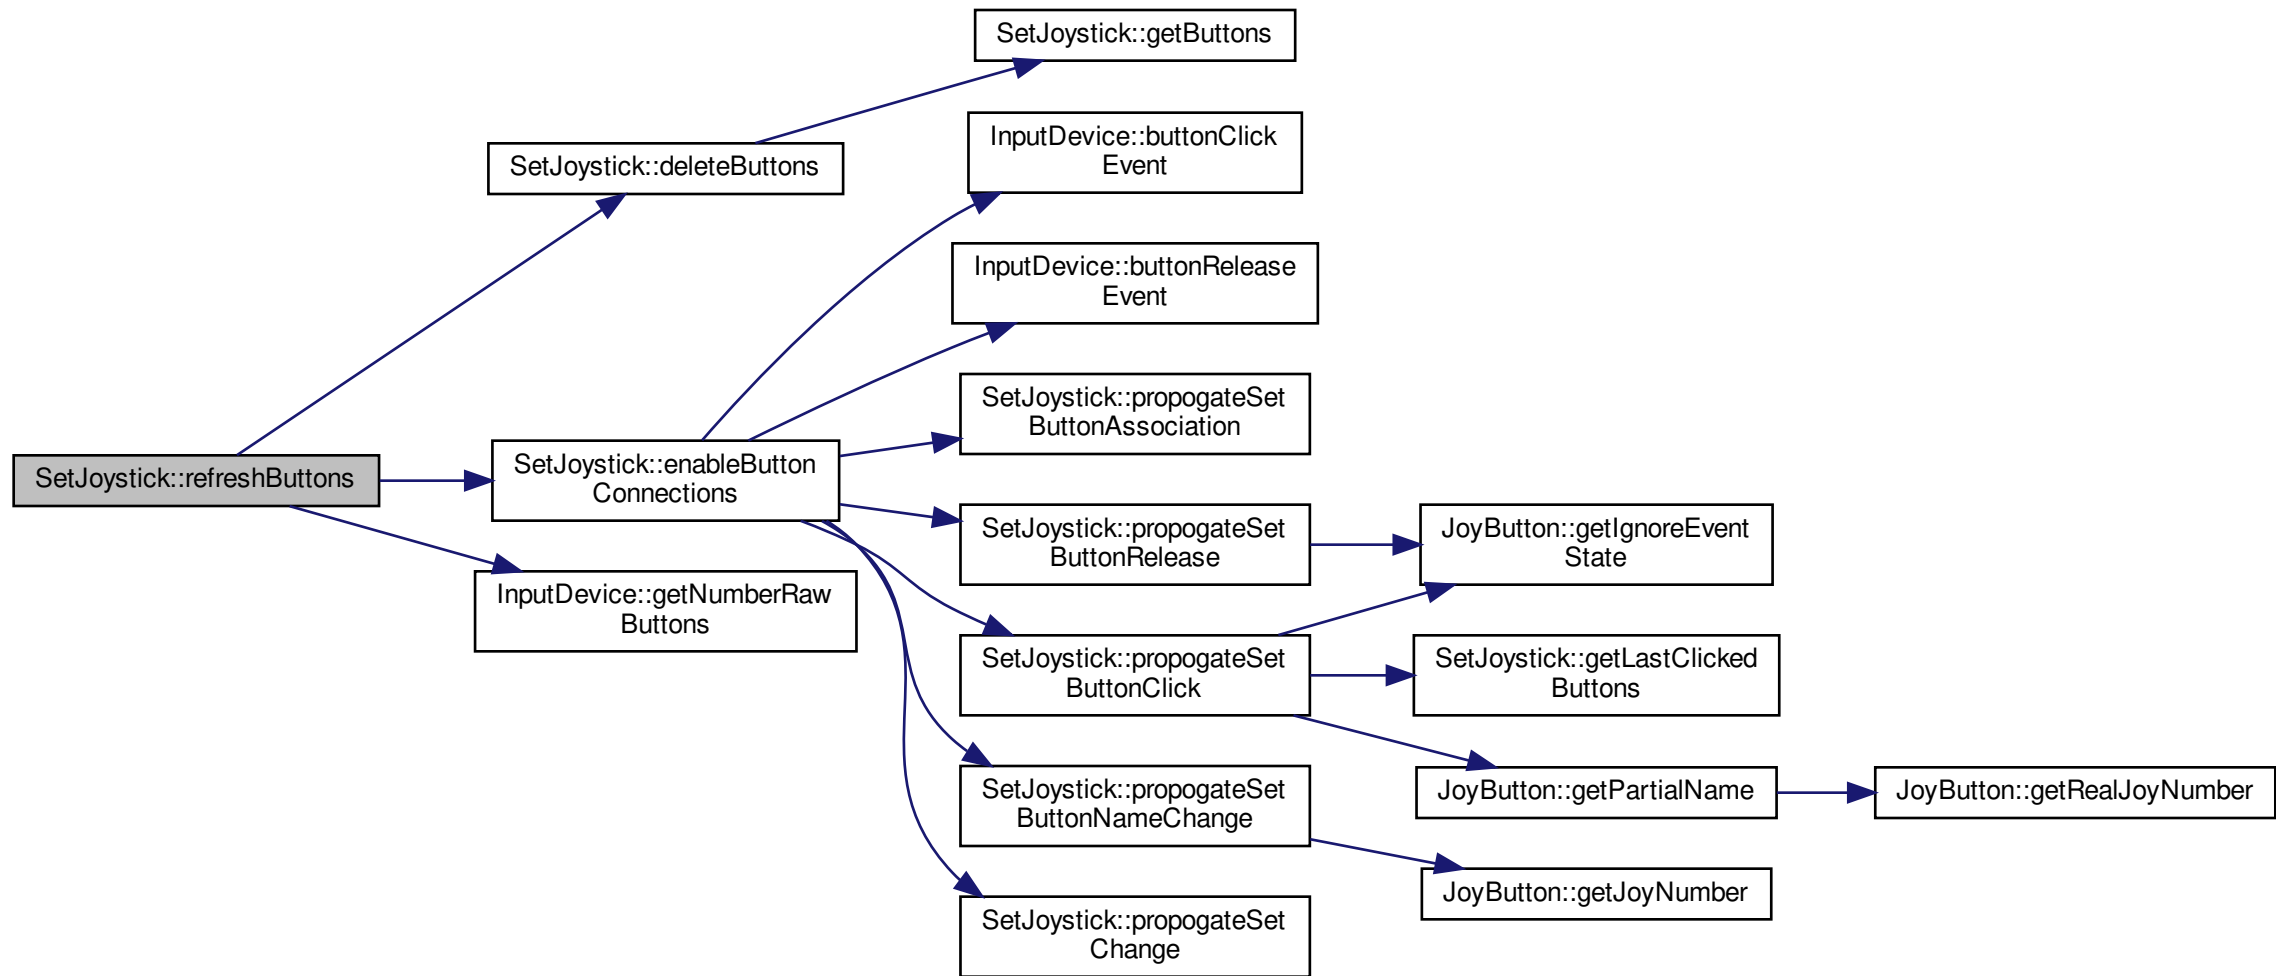 SetJoystick::refreshButtons
SetJoystick::deleteButtons
SetJoystick::getButtons
SetJoystick::enableButton
Connections
InputDevice::buttonClick
Event
InputDevice::buttonRelease
Event
SetJoystick::propogateSet
ButtonAssociation
SetJoystick::propogateSet
ButtonRelease
JoyButton::getIgnoreEvent
State
SetJoystick::propogateSet
ButtonClick
SetJoystick::getLastClicked
Buttons
JoyButton::getPartialName
JoyButton::getRealJoyNumber
SetJoystick::propogateSet
ButtonNameChange
JoyButton::getJoyNumber
SetJoystick::propogateSet
Change
InputDevice::getNumberRaw
Buttons